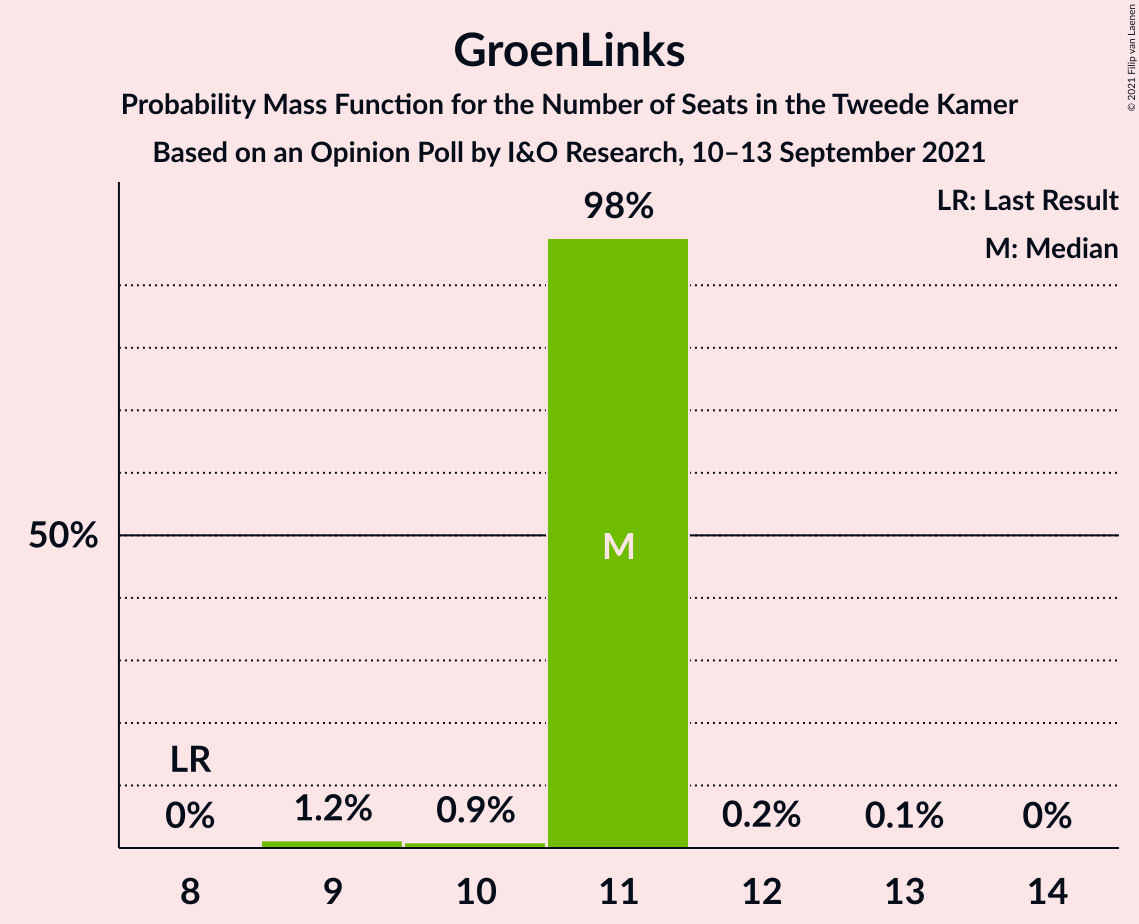 GroenLinks
Probability Mass Function for the Number of Seats in the Tweede Kamer
Based on an Opinion Poll by I&O Research, 10–13 September 2021
© 2021 Filip van Laenen
LR: Last Result
M: Median
98%
50%
M
LR
0%
1.2%
0.9%
0.2%
0.1%
0%
8
9
10
11
12
13
14